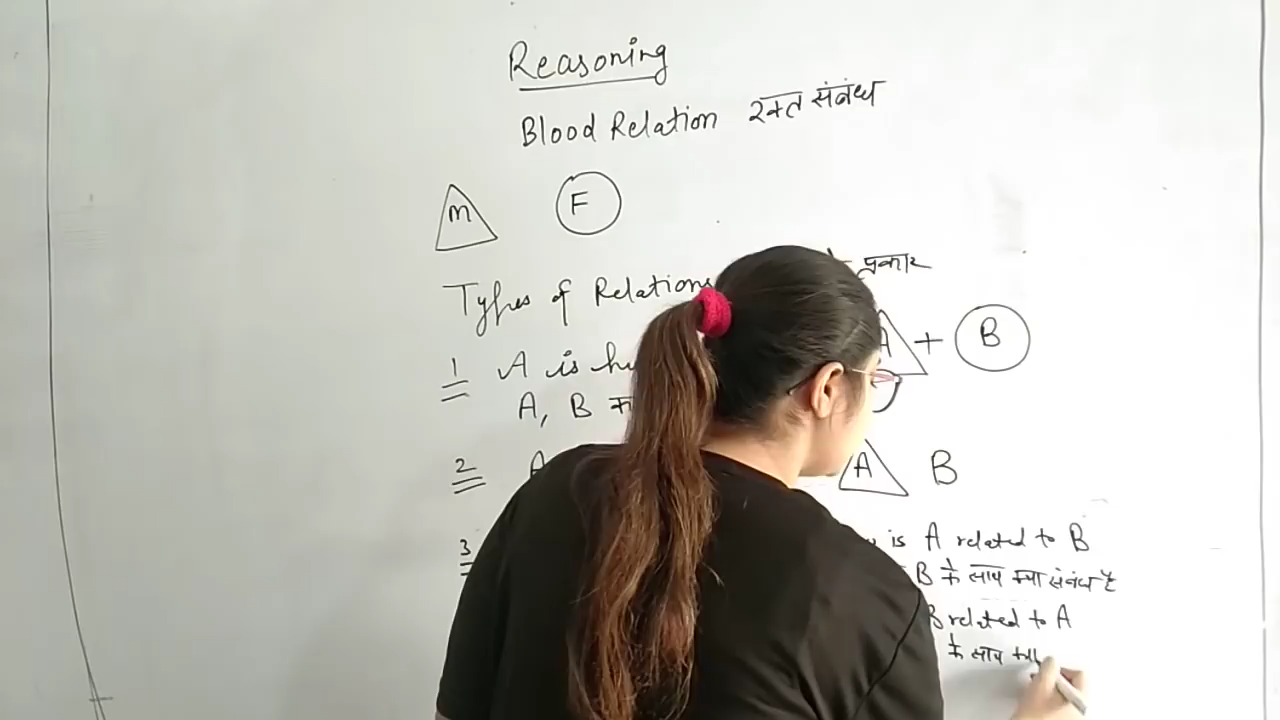 Reasoning
Blood Relation रक्त संबंध
M F
Types of Relations प्रकार
1 A is A + B
A, B
2 A A B
3 is A related to B
B के साथ क्या संबंध है
B related to A
के साथ